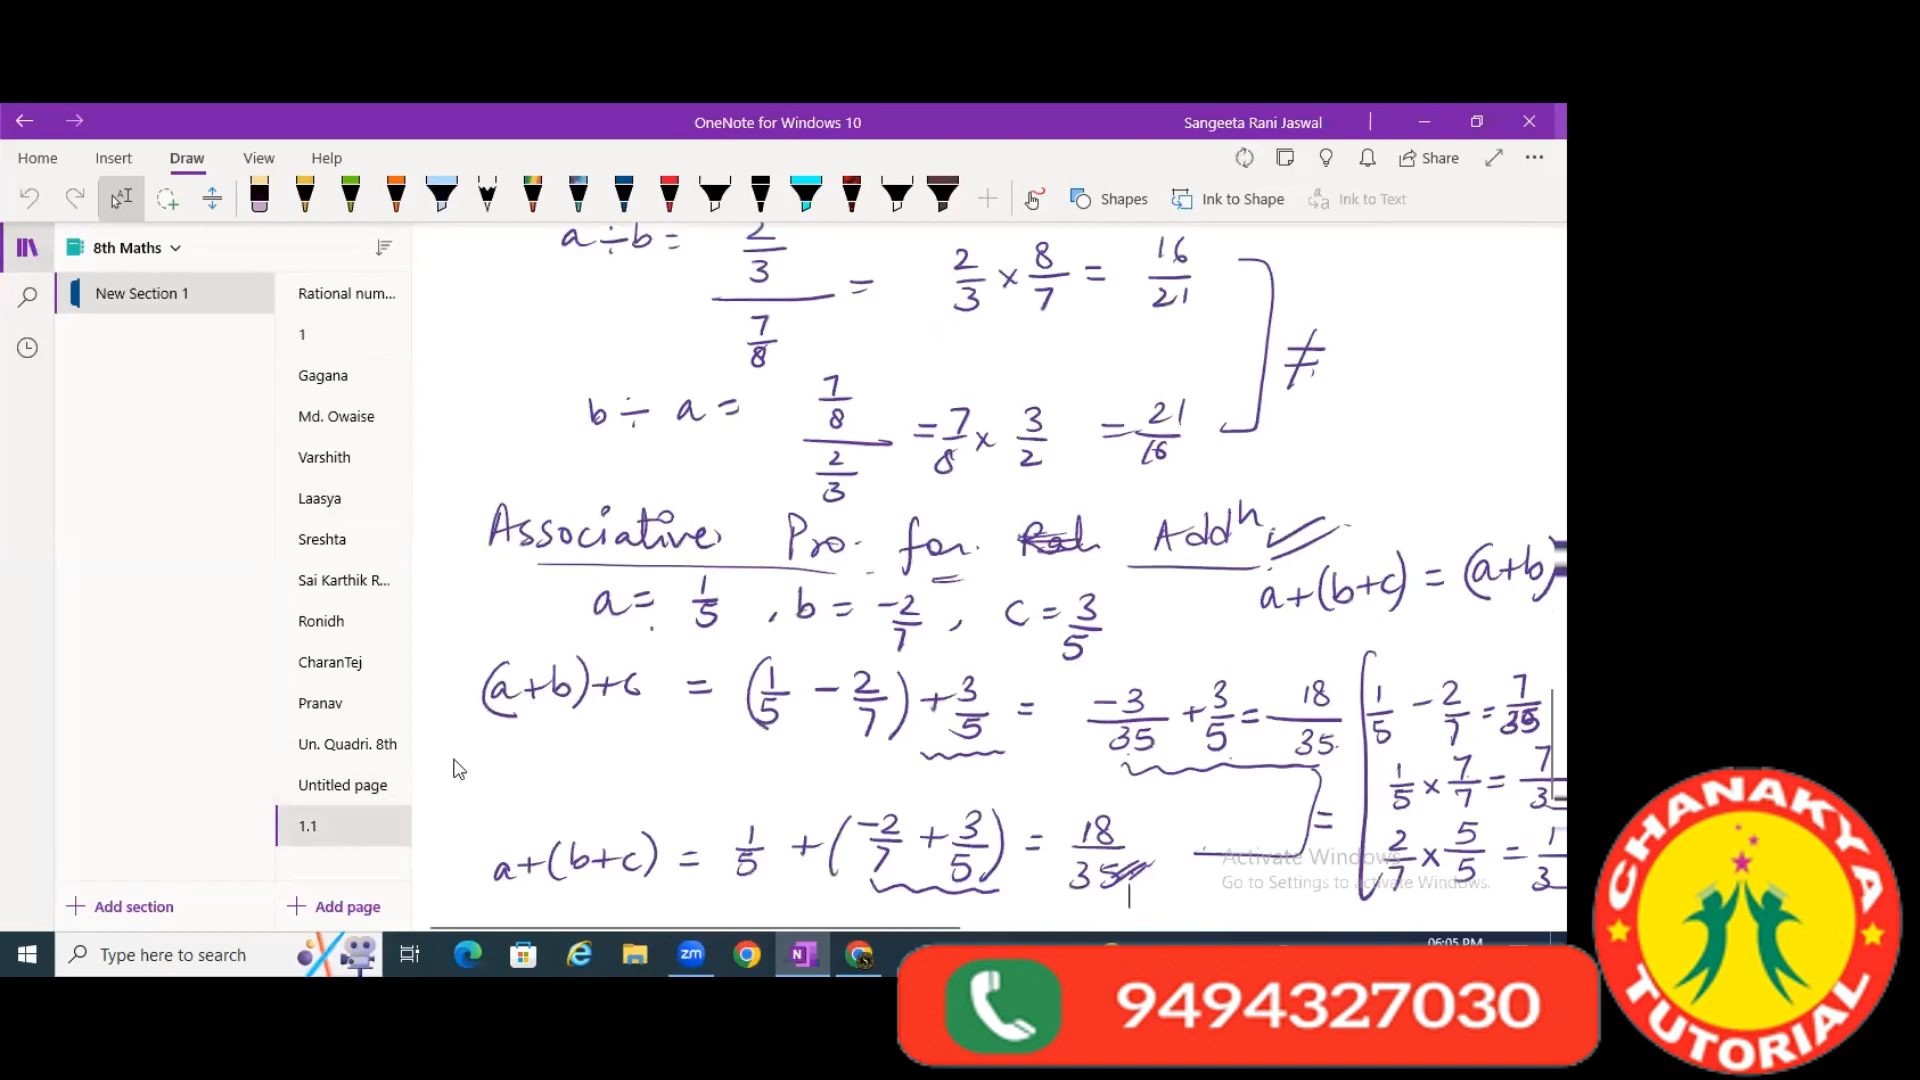 OneNote for Windows 10
Sangeeta Rani Jaswal
Home Insert Draw View Help
Share
Shapes Ink to Shape Ink to Text
8th Maths
New Section 1
Rational num...
1
Gagana
Md. Owaise
Varshith
Laasya
Sreshta
Sai Karthik R...
Ronidh
CharanTej
Pranav
Un. Quadri. 8th
Untitled page
1.1
Add section
Add page
a ÷ b = 2/3 / 7/8 = 2/3 × 8/7 = 16/21
≠
b ÷ a = 7/8 / 2/3 = 7/8 × 3/2 = 21/16
Associative Pro. for Addn
a+(b+c) = (a+b)
a = 1/5 , b = -2/7 , c = 3/5
(a+b)+c = (1/5 - 2/7) + 3/5 = -3/35 + 3/5 = 18/35
1/5 - 2/7 = 7/35
1/5 × 7/7 = 7/3
2/7 × 5/5 = 1/3
a+(b+c) = 1/5 + (-2/7 + 3/5) = 18/35
=
Activate Windows
Go to Settings to activate Windows.
Type here to search
zm
06:05 PM
9494327030
CHANAKYA
TUTORIAL